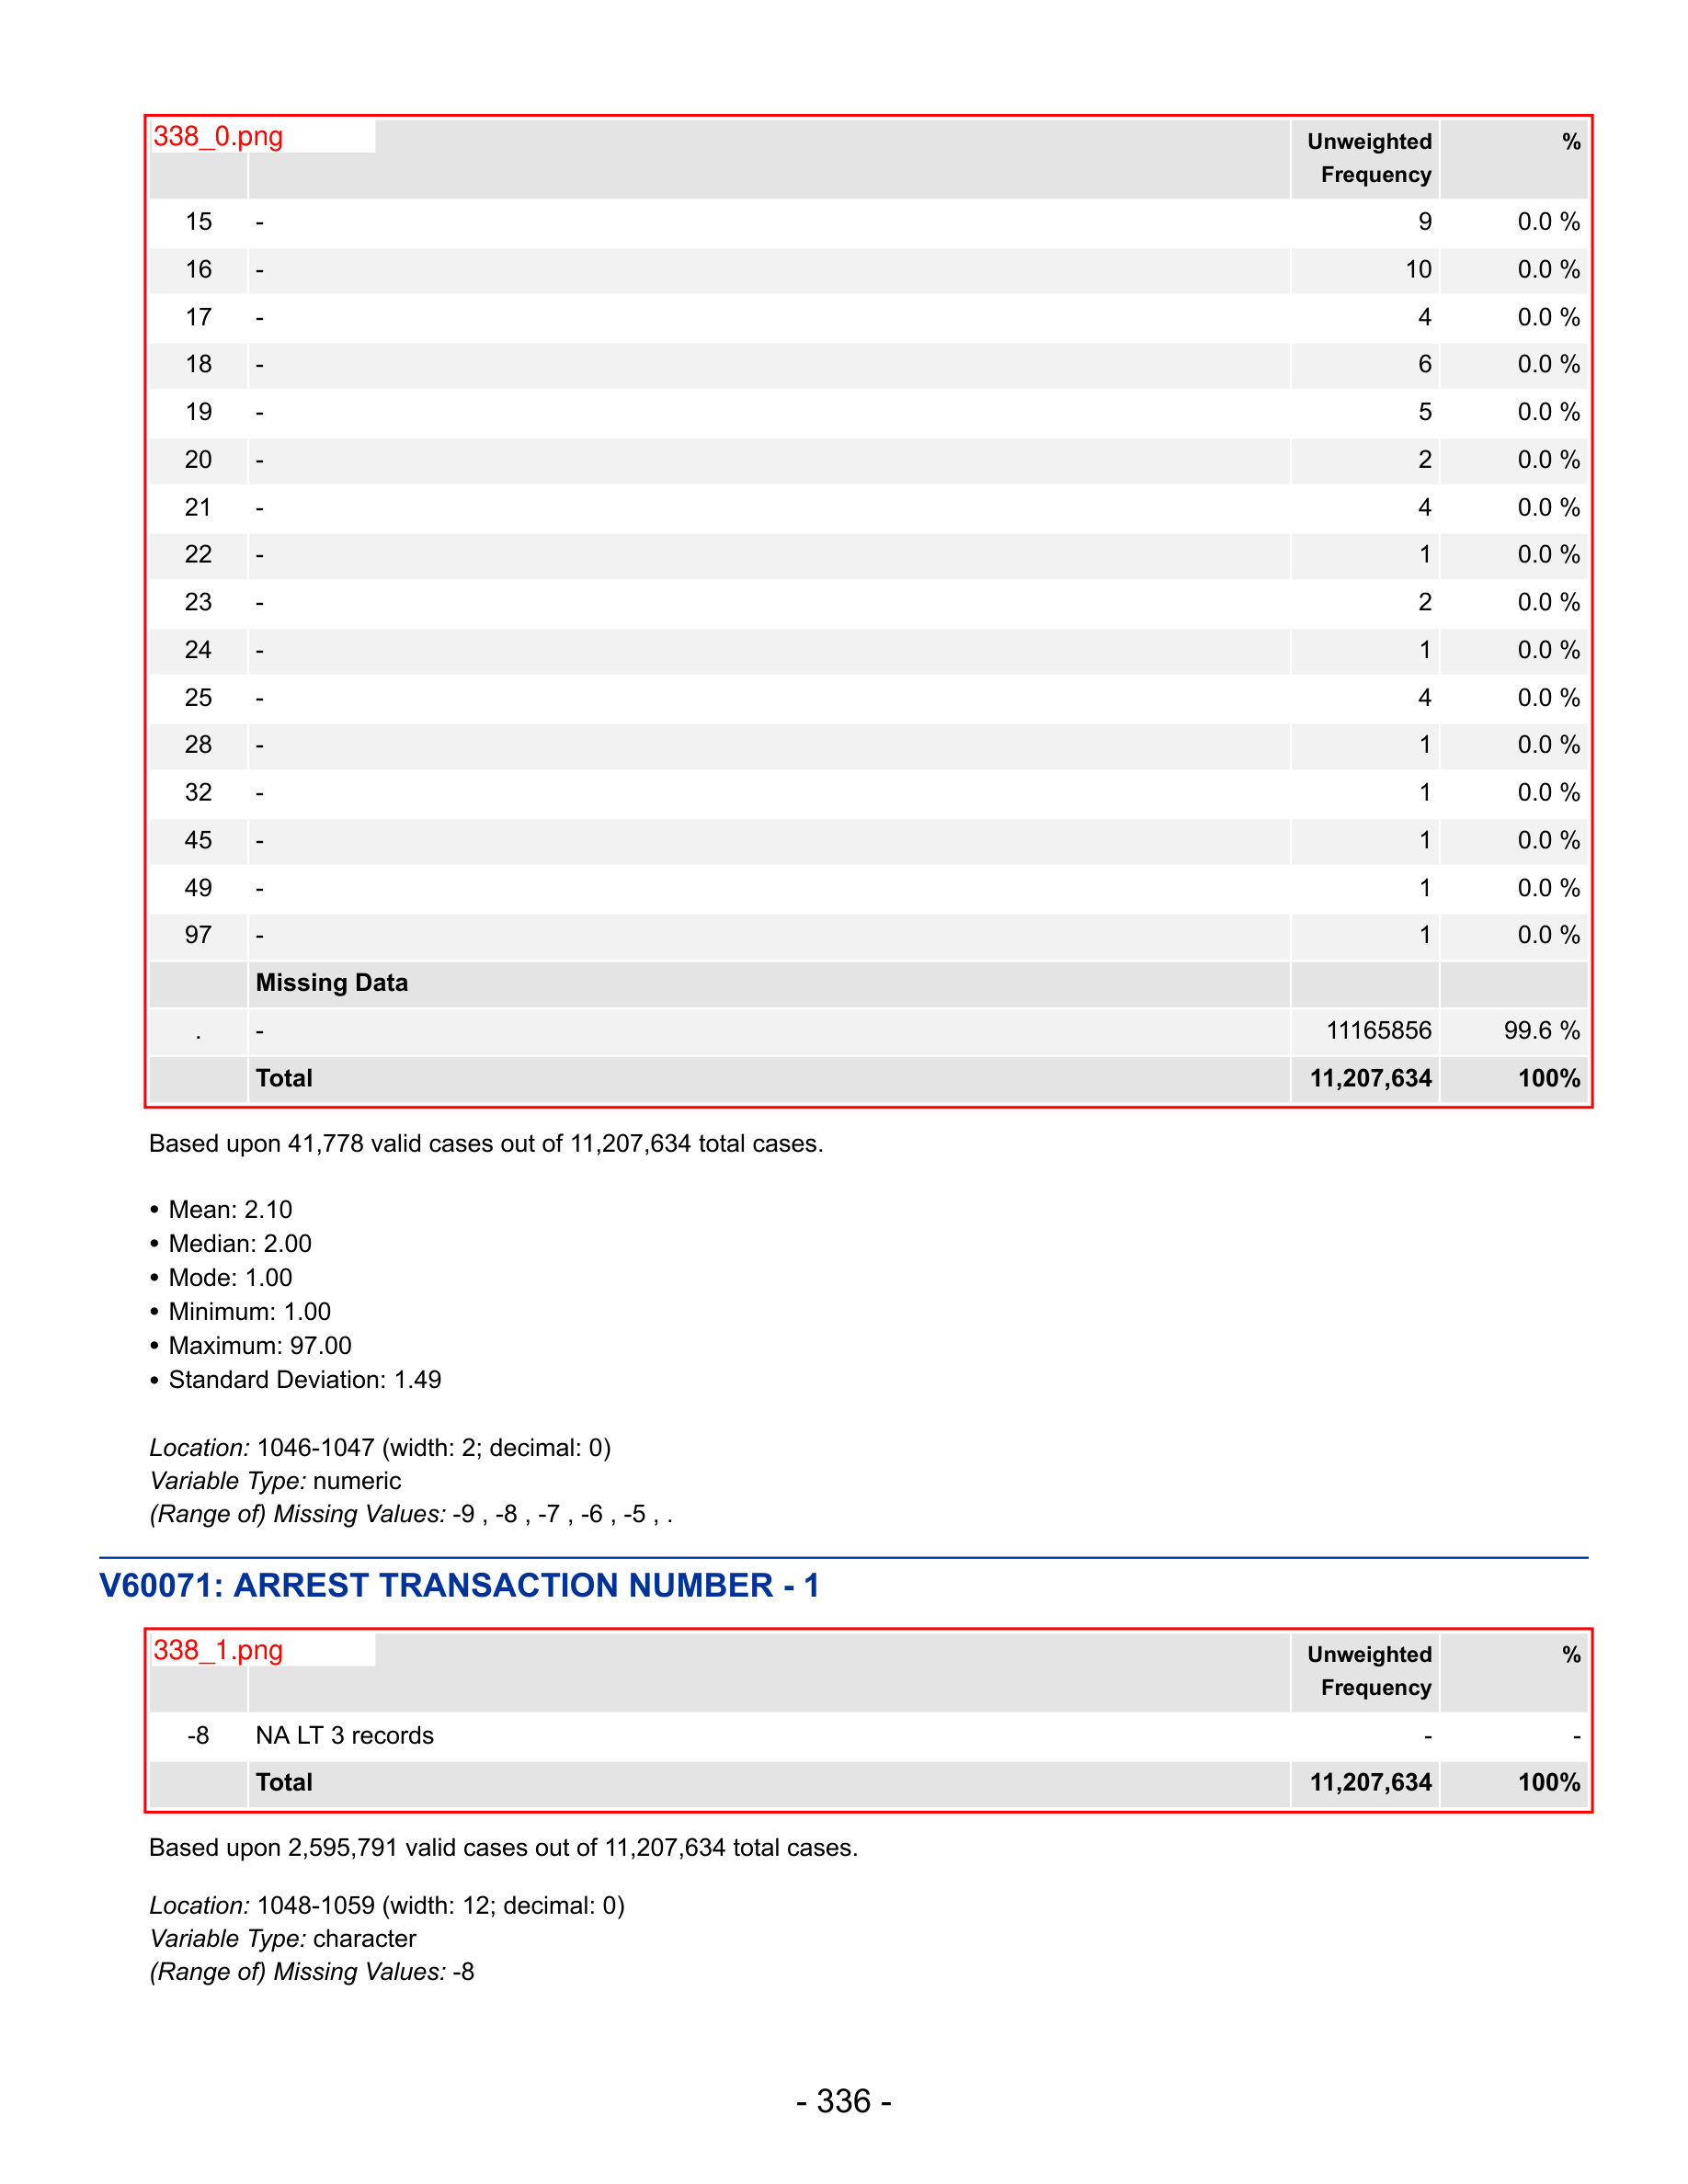 338_0.png
Unweighted Frequency %
15 - 9 0.0 %
16 - 10 0.0 %
17 - 4 0.0 %
18 - 6 0.0 %
19 - 5 0.0 %
20 - 2 0.0 %
21 - 4 0.0 %
22 - 1 0.0 %
23 - 2 0.0 %
24 - 1 0.0 %
25 - 4 0.0 %
28 - 1 0.0 %
32 - 1 0.0 %
45 - 1 0.0 %
49 - 1 0.0 %
97 - 1 0.0 %
Missing Data
. - 11165856 99.6 %
Total 11,207,634 100%
Based upon 41,778 valid cases out of 11,207,634 total cases.
• Mean: 2.10
• Median: 2.00
• Mode: 1.00
• Minimum: 1.00
• Maximum: 97.00
• Standard Deviation: 1.49
Location: 1046-1047 (width: 2; decimal: 0)
Variable Type: numeric
(Range of) Missing Values: -9 , -8 , -7 , -6 , -5 , .
V60071: ARREST TRANSACTION NUMBER - 1
338_1.png
Unweighted Frequency %
-8 NA LT 3 records - -
Total 11,207,634 100%
Based upon 2,595,791 valid cases out of 11,207,634 total cases.
Location: 1048-1059 (width: 12; decimal: 0)
Variable Type: character
(Range of) Missing Values: -8
- 336 -